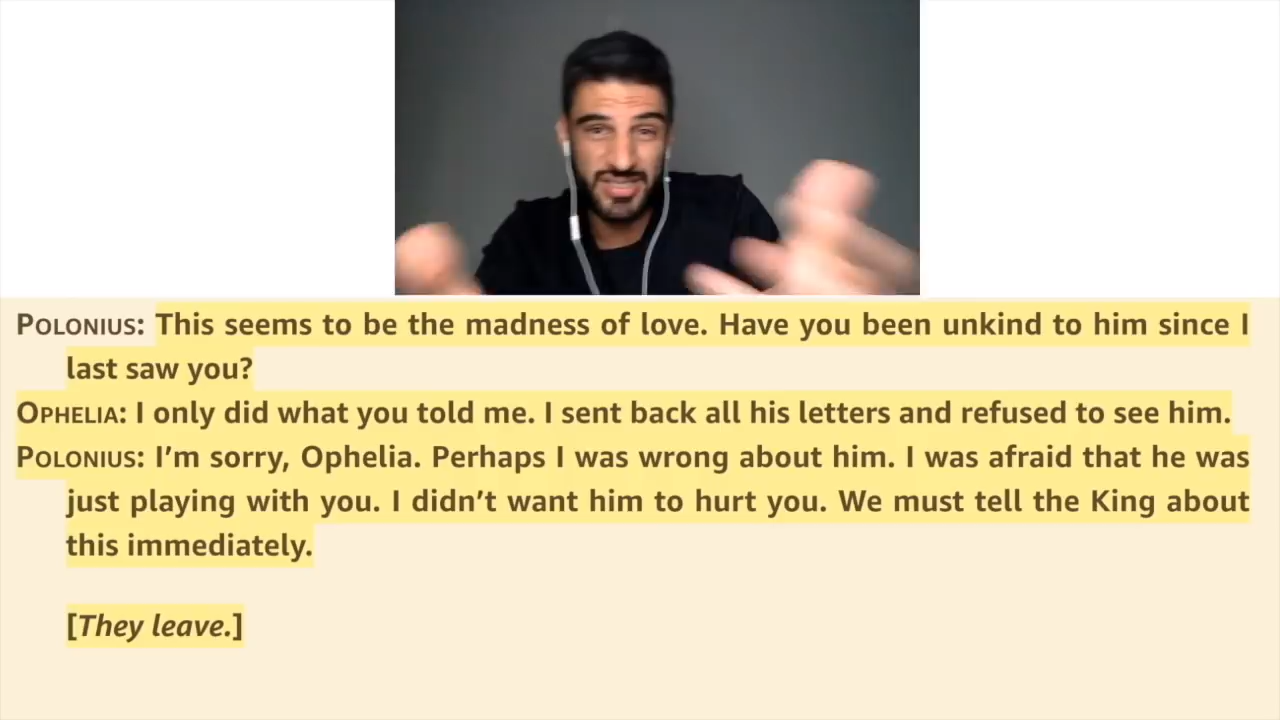 POLONIUS: This seems to be the madness of love. Have you been unkind to him since I
last saw you?
OPHELIA: I only did what you told me. I sent back all his letters and refused to see him.
POLONIUS: I’m sorry, Ophelia. Perhaps I was wrong about him. I was afraid that he was
just playing with you. I didn’t want him to hurt you. We must tell the King about
this immediately.
[They leave.]